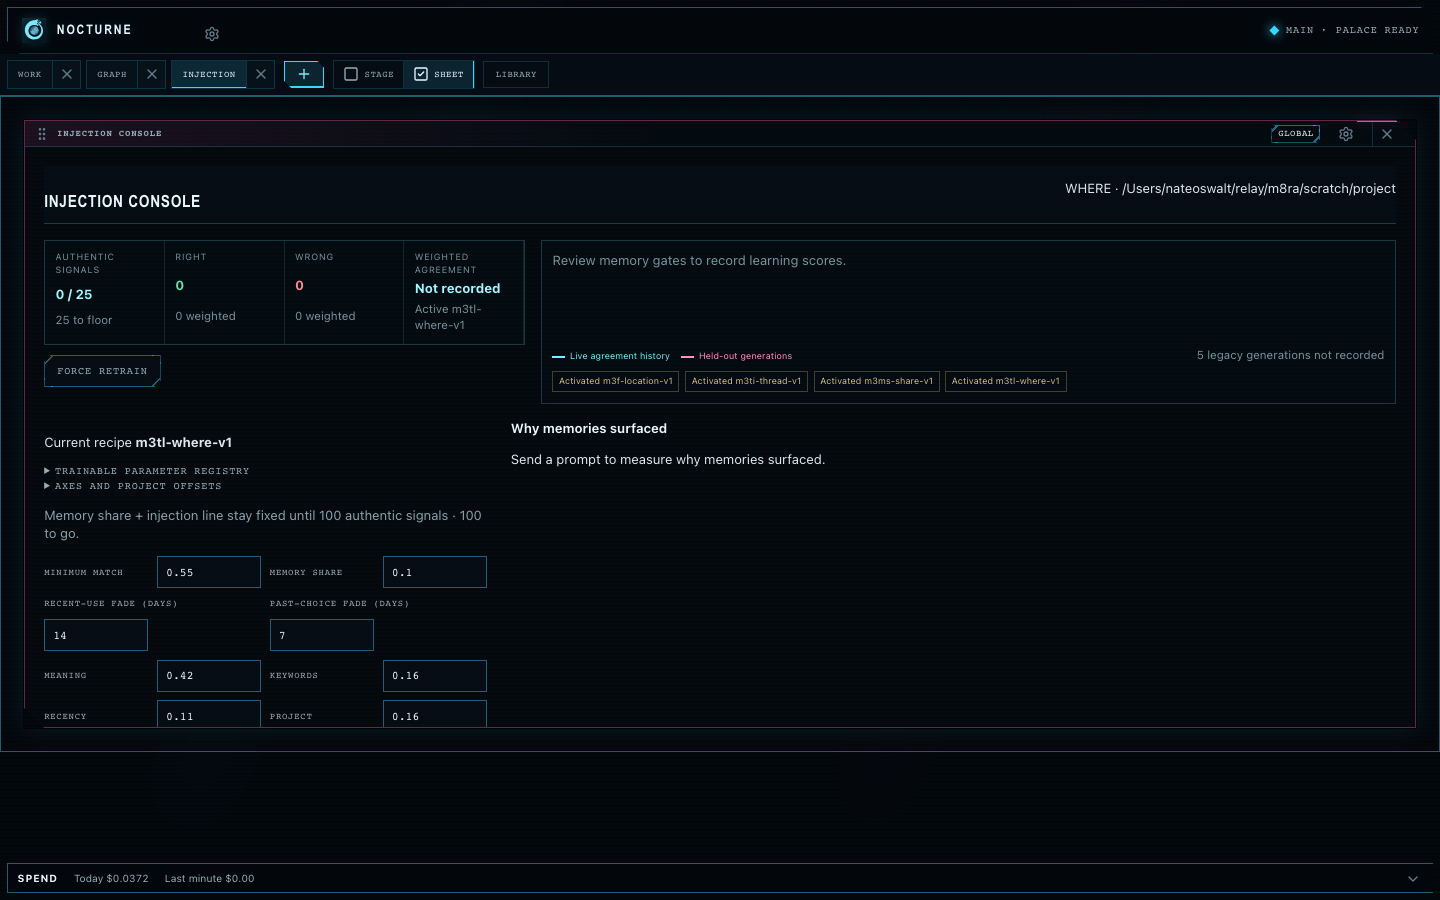 NOCTURNE
MAIN · PALACE READY
WORK
GRAPH
INJECTION
+
STAGE
SHEET
LIBRARY
INJECTION CONSOLE
GLOBAL
INJECTION CONSOLE
WHERE · /Users/nateoswalt/relay/m8ra/scratch/project
AUTHENTIC
SIGNALS
0 / 25
25 to floor
RIGHT
0
0 weighted
WRONG
0
0 weighted
WEIGHTED
AGREEMENT
Not recorded
Active m3tl-
where-v1
Review memory gates to record learning scores.
Live agreement history
Held-out generations
5 legacy generations not recorded
Activated m3f-location-v1
Activated m3ti-thread-v1
Activated m3ms-share-v1
Activated m3tl-where-v1
FORCE RETRAIN
Current recipe m3tl-where-v1
TRAINABLE PARAMETER REGISTRY
AXES AND PROJECT OFFSETS
Memory share + injection line stay fixed until 100 authentic signals · 100
to go.
MINIMUM MATCH 0.55
MEMORY SHARE 0.1
RECENT-USE FADE (DAYS)
14
PAST-CHOICE FADE (DAYS)
7
MEANING 0.42
KEYWORDS 0.16
RECENCY 0.11
PROJECT 0.16
Why memories surfaced
Send a prompt to measure why memories surfaced.
SPEND Today $0.0372 Last minute $0.00